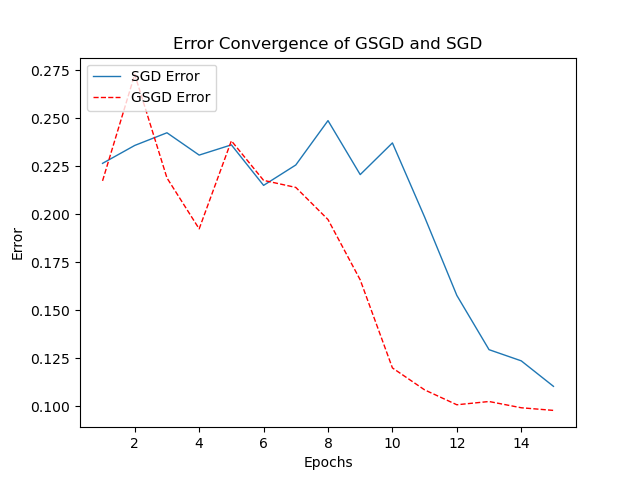 Error Convergence of GSGD and SGD
SGD Error
GSGD Error
0.275
0.250
0.225
0.200
0.175
0.150
0.125
0.100
Error
2 4 6 8 10 12 14
Epochs